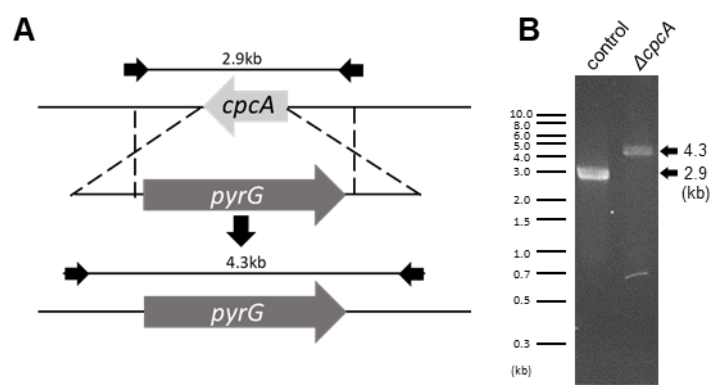 A
2.9kb
cpcA
pyrG
4.3kb
pyrG
B
control
ΔcpcA
10.0
8.0
6.0
5.0
4.0
3.0
2.0
1.5
1.0
0.7
0.5
0.3
(kb)
4.3
2.9
(kb)